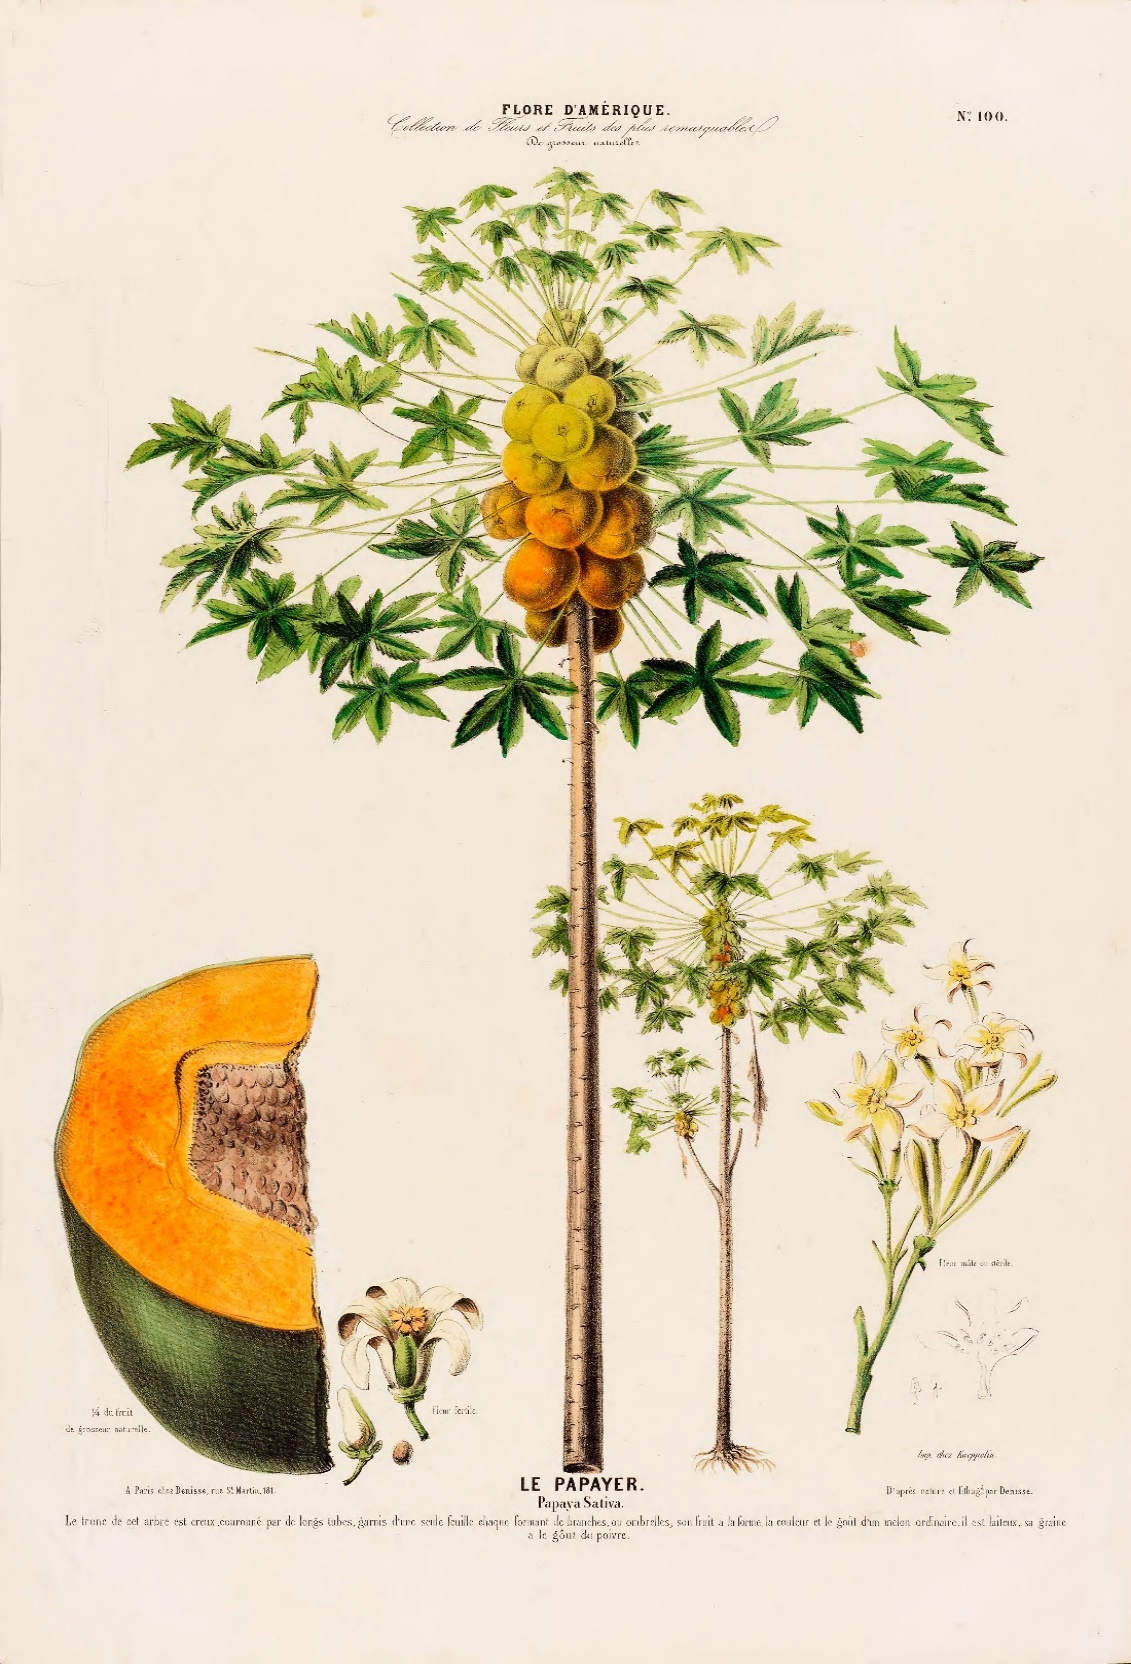 FLORE D'AMÉRIQUE.
Collection de Fleurs et Fruits des plus remarquables
De grosseur naturelle.
Nº. 100.
Fleur mâle ou stérile.
¼ du fruit
de grosseur naturelle.
Fleur fertile.
Imp. chez Kaeppelin.
A Paris chez Denisse, rue St. Martin, 181.
LE PAPAYER.
Papaya Sativa.
D'après nature et lithog. par Denisse.
Le tronc de cet arbre est creux, couronné par de longs tubes, garnis d'une seule feuille chaque formant de branches, ou ombrelles, son fruit a la forme, la couleur et le goût d'un melon ordinaire, il est laiteux, sa graine
a le goût du poivre.